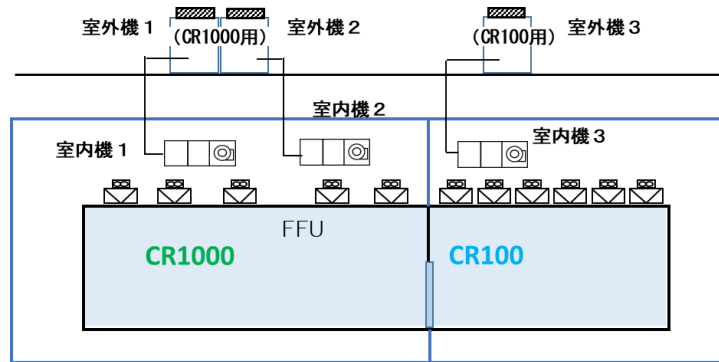 室外機1
室外機2
室外機3
(CR1000用)
(CR100用)
室内機2
室内機1
室内機3
FFU
CR1000
CR100